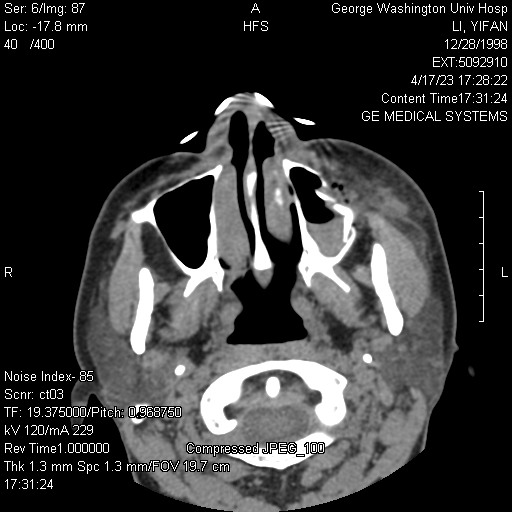 Ser: 6/Img: 87
Loc: -17.8 mm
40 /400
A
HFS
George Washington Univ Hosp
LI, YIFAN
12/28/1998
EXT:5092910
4/17/23 17:28:22
Content Time17:31:24
GE MEDICAL SYSTEMS
R
L
Noise Index- 85
Scnr: ct03
TF: 19.375000/Pitch: 0.968750
kV 120/mA 229
Rev Time1.000000
Compressed JPEG_100
Thk 1.3 mm Spc 1.3 mm/FOV 19.7 cm
17:31:24